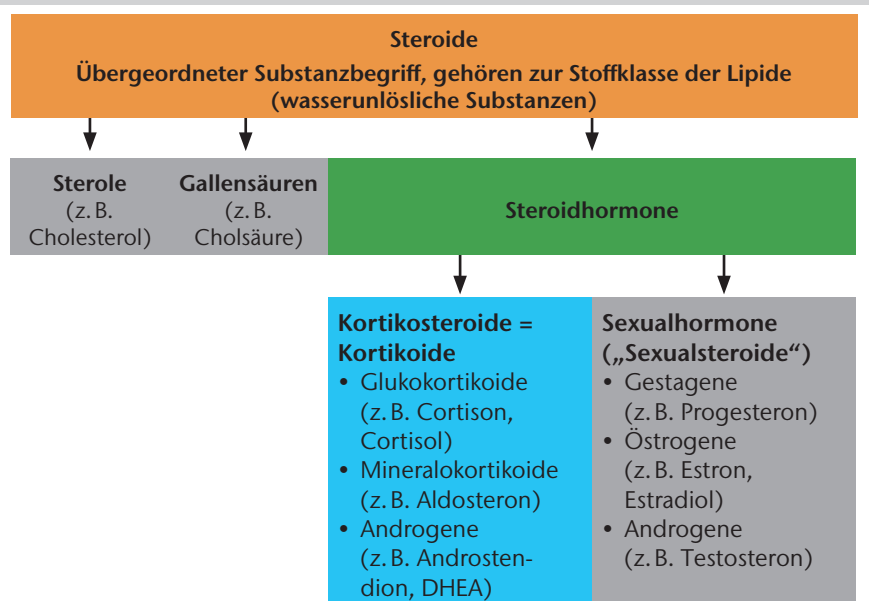 Steroide
Übergeordneter Substanzbegriff, gehören zur Stoffklasse der Lipide
(wasserunlösliche Substanzen)
Sterole
(z. B.
Cholesterol)
Gallensäuren
(z. B.
Cholsäure)
Steroidhormone
Kortikosteroide =
Kortikoide
• Glukokortikoide
(z. B. Cortison,
Cortisol)
• Mineralokortikoide
(z. B. Aldosteron)
• Androgene
(z. B. Androsten-
dion, DHEA)
Sexualhormone
(„Sexualsteroide“)
• Gestagene
(z. B. Progesteron)
• Östrogene
(z. B. Estron,
Estradiol)
• Androgene
(z. B. Testosteron)